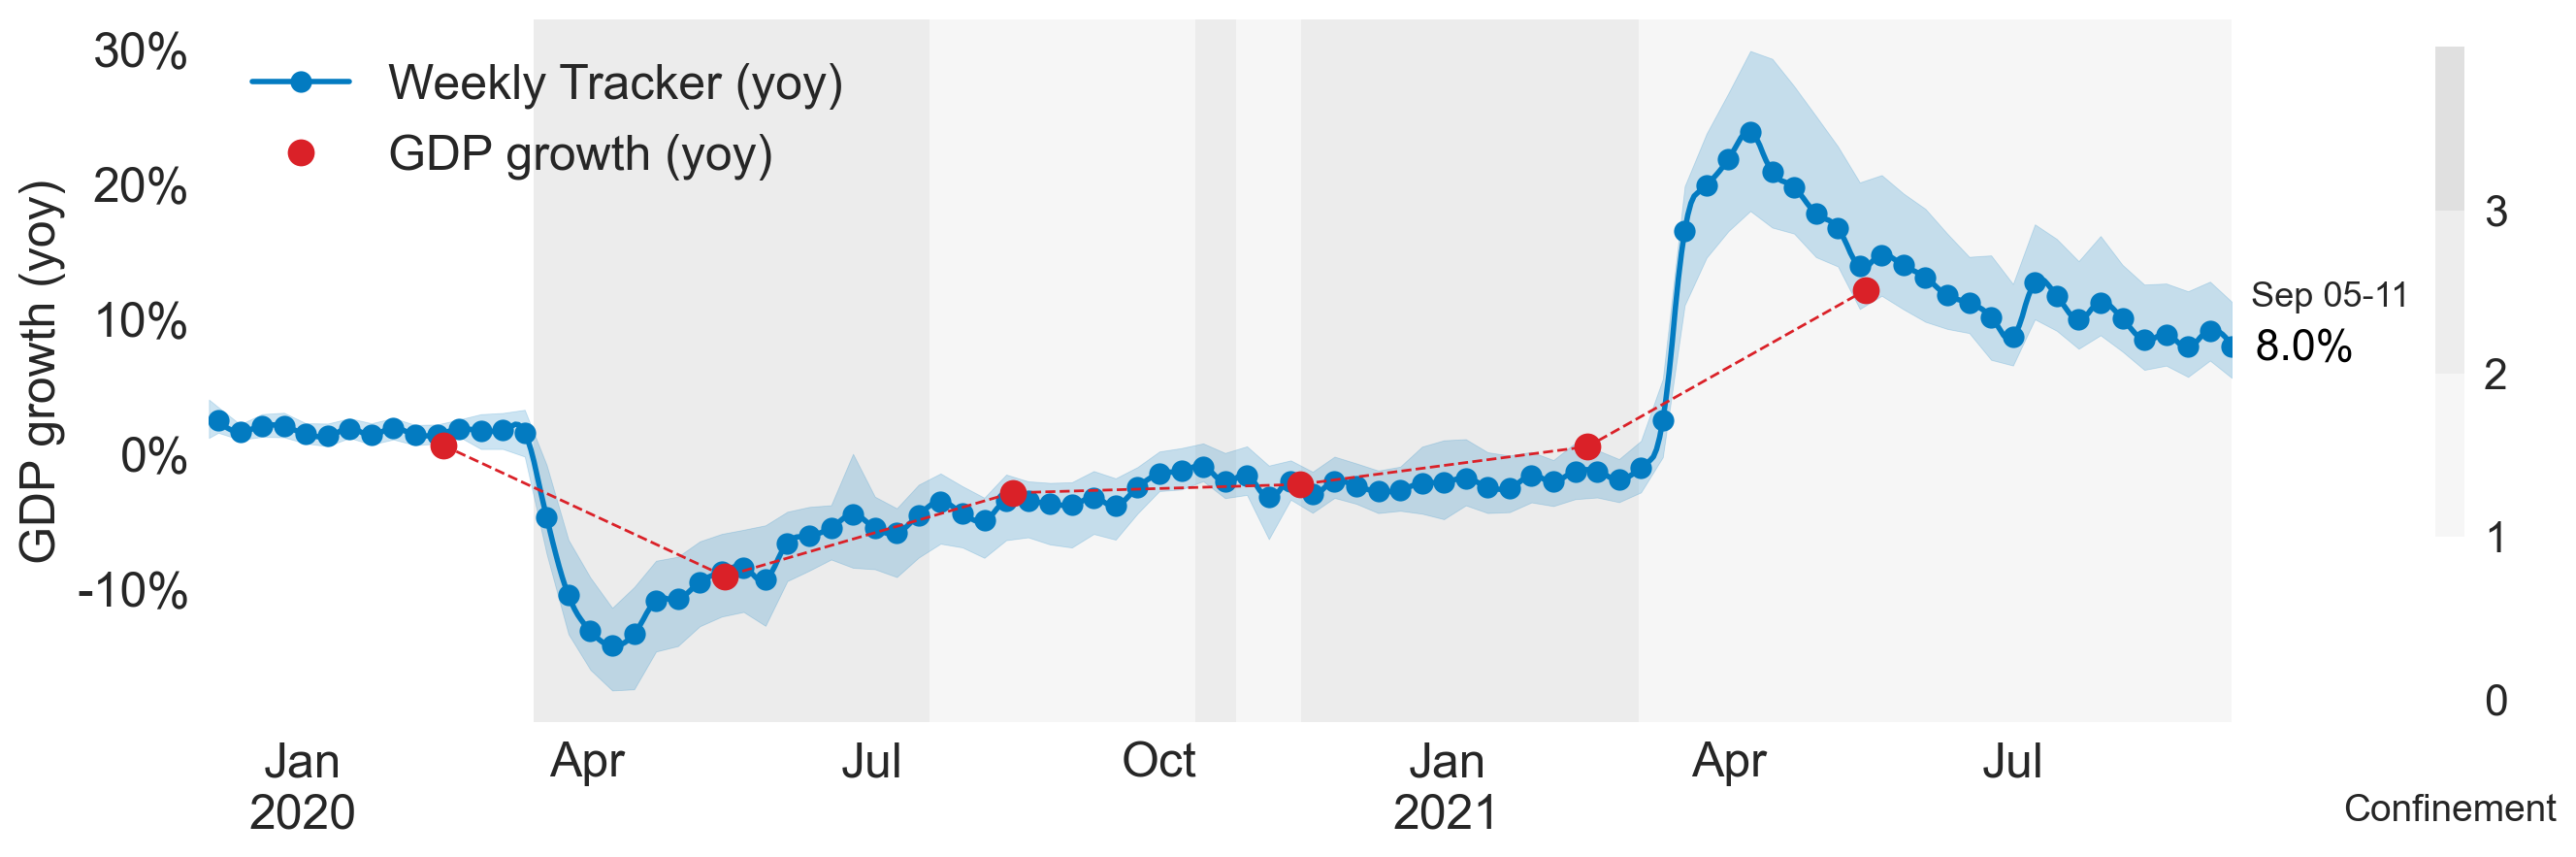 30%
20%
10%
0%
-10%
GDP growth (yoy)
Weekly Tracker (yoy)
GDP growth (yoy)
Sep 05-11
8.0%
3
2
1
0
Jan
2020
Apr
Jul
Oct
Jan
2021
Apr
Jul
Confinement